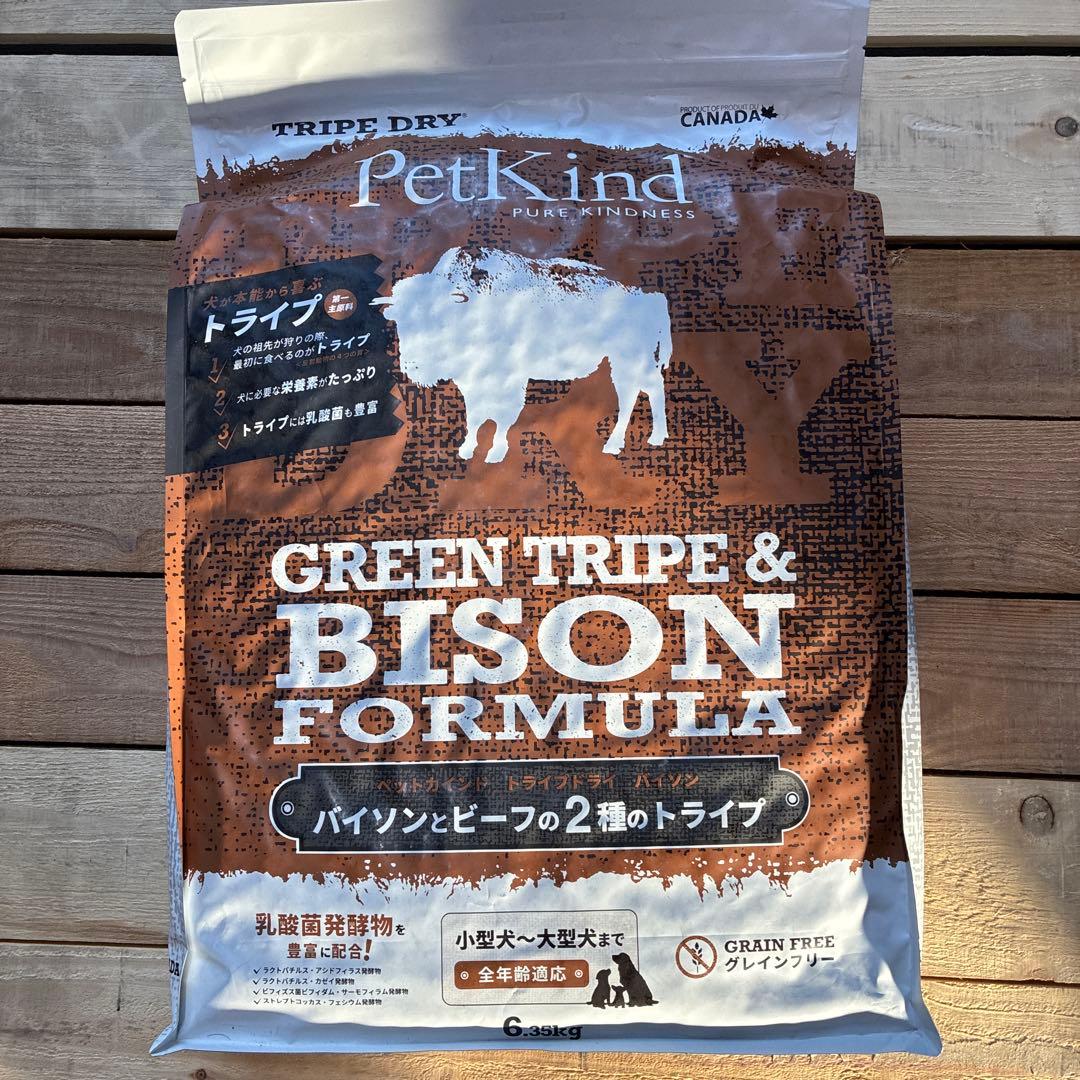 TRIPE DRY®
PRODUCT OF PRODUIT DU
CANADA
PetKind
PURE KINDNESS
犬が本能から喜ぶ
トライプ
第一
主原料
1
犬の祖先が狩りの際、
最初に食べるのがトライプ
<反芻動物の4つの胃>
2
犬に必要な栄養素がたっぷり
3
トライプには乳酸菌も豊富
DRY
GREEN TRIPE &
BISON
FORMULA
ペットカインド トライプドライ バイソン
バイソンとビーフの2種のトライプ
乳酸菌発酵物を
豊富に配合!
ラクトバチルス・アシドフィラス発酵物
ラクトバチルス・カゼイ発酵物
ビフィズス菌ビフィダム・サーモフィラム発酵物
ストレプトコッカス・フェシウム発酵物
小型犬～大型犬まで
全年齢適応
GRAIN FREE
グレインフリー
6.35kg